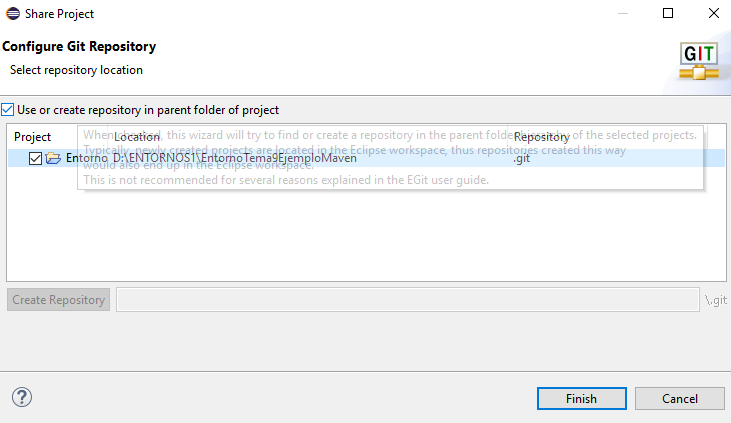 Share Project
Configure Git Repository
Select repository location
GIT
Use or create repository in parent folder of project
Project Location Repository
When checked, this wizard will try to find or create a repository in the parent folder hierarchy of the selected projects.
Typically, newly created projects are located in the Eclipse workspace, thus repositories created this way
would also end up in the Eclipse workspace.
This is not recommended for several reasons explained in the EGit user guide.
Entorno D:\ENTORNOS1\EntornoTema9EjemploMaven .git
Create Repository \.git
? Finish Cancel